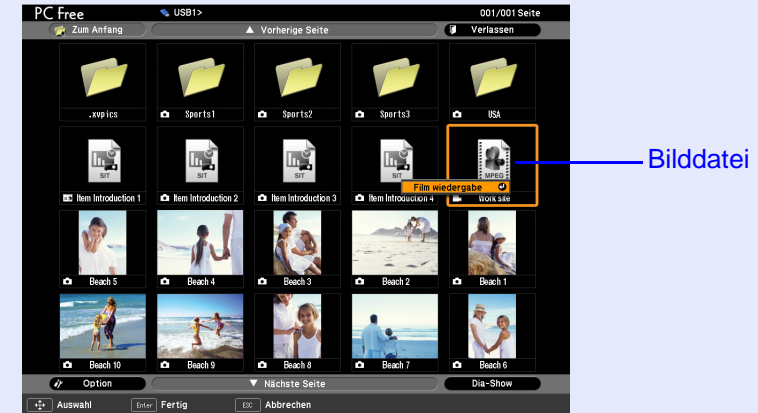 PC Free USB1> 001/001 Seite
Zum Anfang Vorherige Seite Verlassen
.xvpics Sports1 Sports2 Sports3 USA
SIT SIT SIT MPEG
Film wiedergabe
Item Introduction 1 Item Introduction 2 Item Introduction 3 Item Introduction 4 Work site
Bilddatei
Beach 5 Beach 4 Beach 3 Beach 2 Beach 1
Beach 10 Beach 9 Beach 8 Beach 7 Beach 6
Option Nächste Seite Dia-Show
Auswahl Enter Fertig ESC Abbrechen